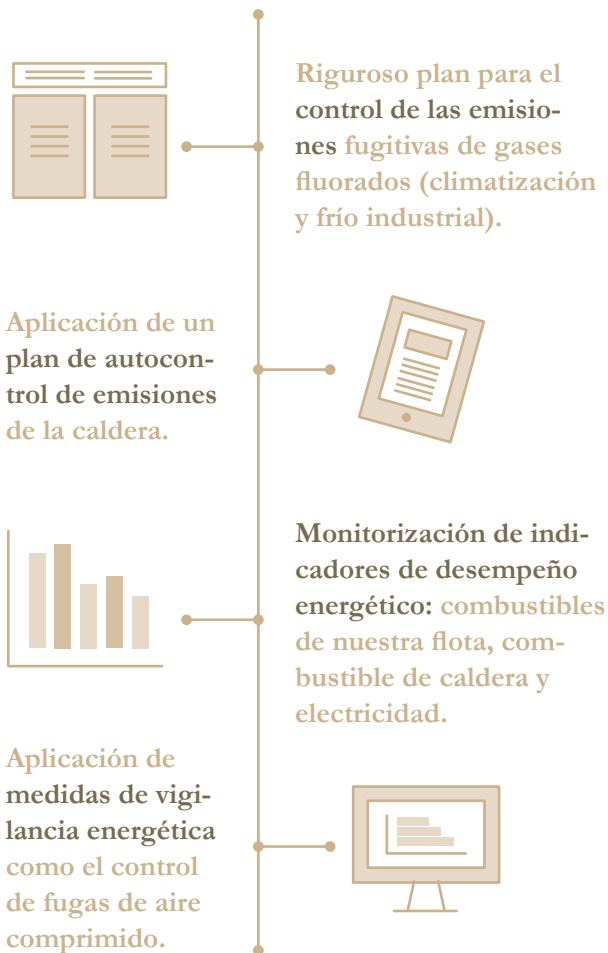 Riguroso plan para el
control de las emisio-
nes fugitivas de gases
fluorados (climatización
y frío industrial).
Aplicación de un
plan de autocon-
trol de emisiones
de la caldera.
Monitorización de indi-
cadores de desempeño
energético: combustibles
de nuestra flota, com-
bustible de caldera y
electricidad.
Aplicación de
medidas de vigi-
lancia energética
como el control
de fugas de aire
comprimido.